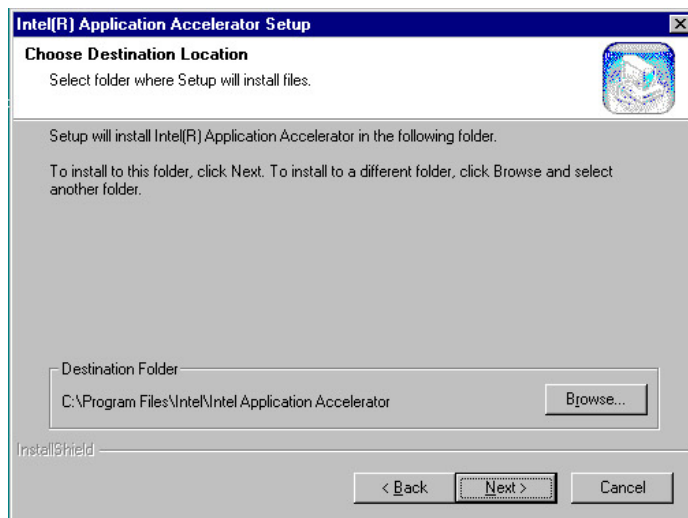 Intel(R) Application Accelerator Setup
Choose Destination Location
Select folder where Setup will install files.
Setup will install Intel(R) Application Accelerator in the following folder.
To install to this folder, click Next. To install to a different folder, click Browse and select
another folder.
Destination Folder
C:\Program Files\Intel\Intel Application Accelerator
Browse...
InstallShield
< Back
Next >
Cancel